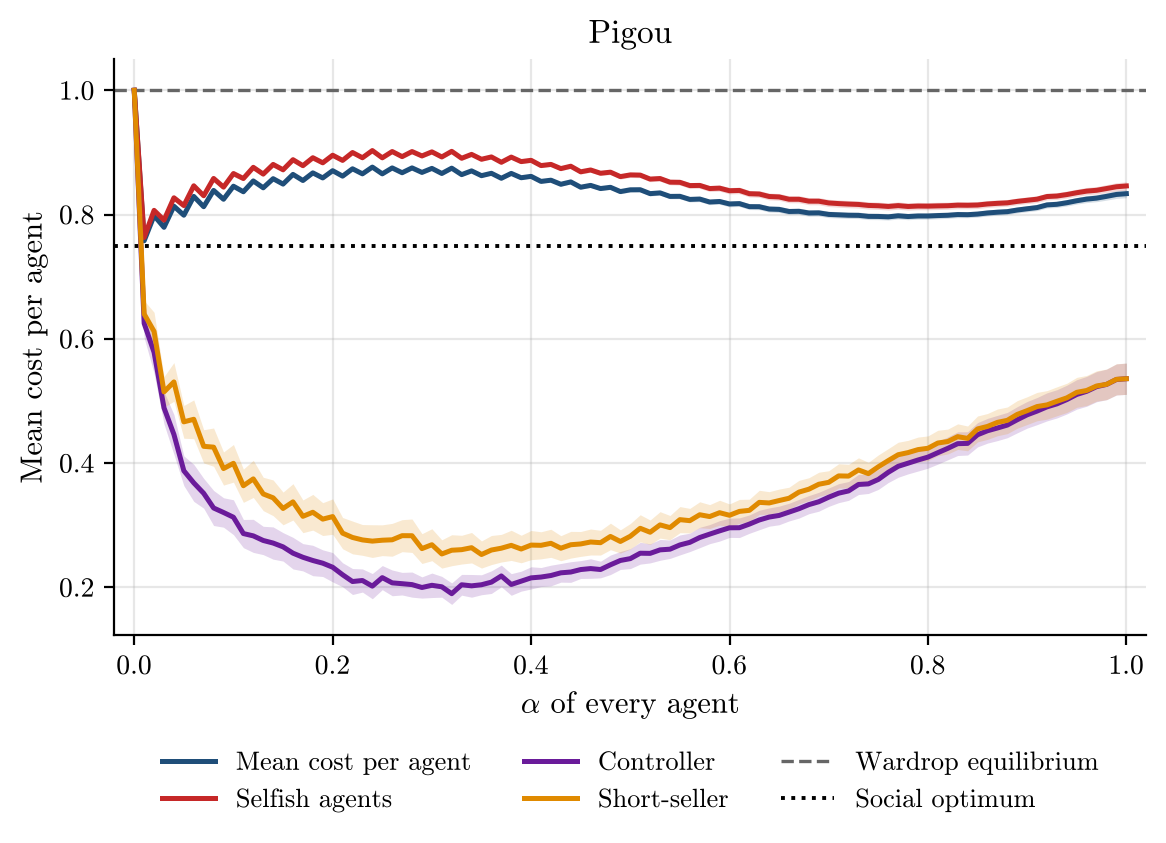 Pigou
Mean cost per agent
1.0
0.8
0.6
0.4
0.2
0.0 0.2 0.4 0.6 0.8 1.0
α of every agent
Mean cost per agent Controller Wardrop equilibrium
Selfish agents Short-seller Social optimum